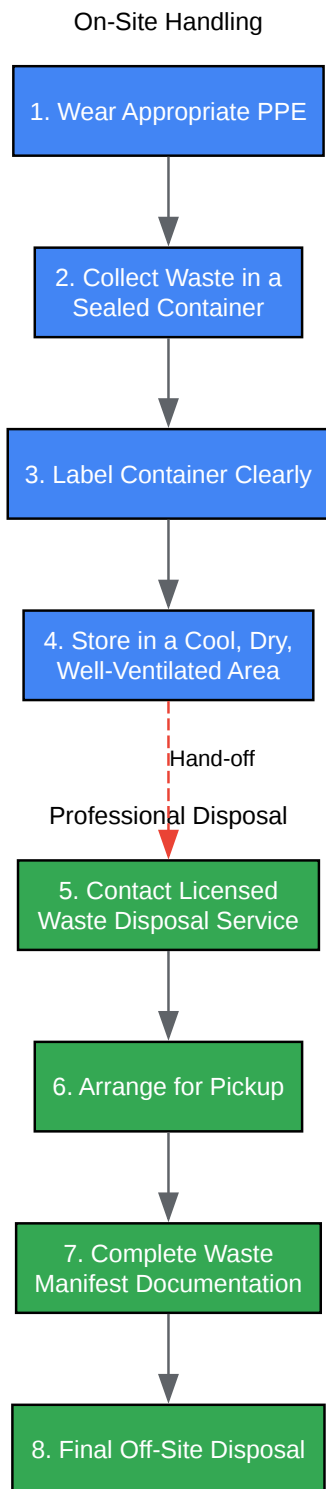 On-Site Handling
1. Wear Appropriate PPE
2. Collect Waste in a
Sealed Container
3. Label Container Clearly
4. Store in a Cool, Dry,
Well-Ventilated Area
Hand-off
Professional Disposal
5. Contact Licensed
Waste Disposal Service
6. Arrange for Pickup
7. Complete Waste
Manifest Documentation
8. Final Off-Site Disposal